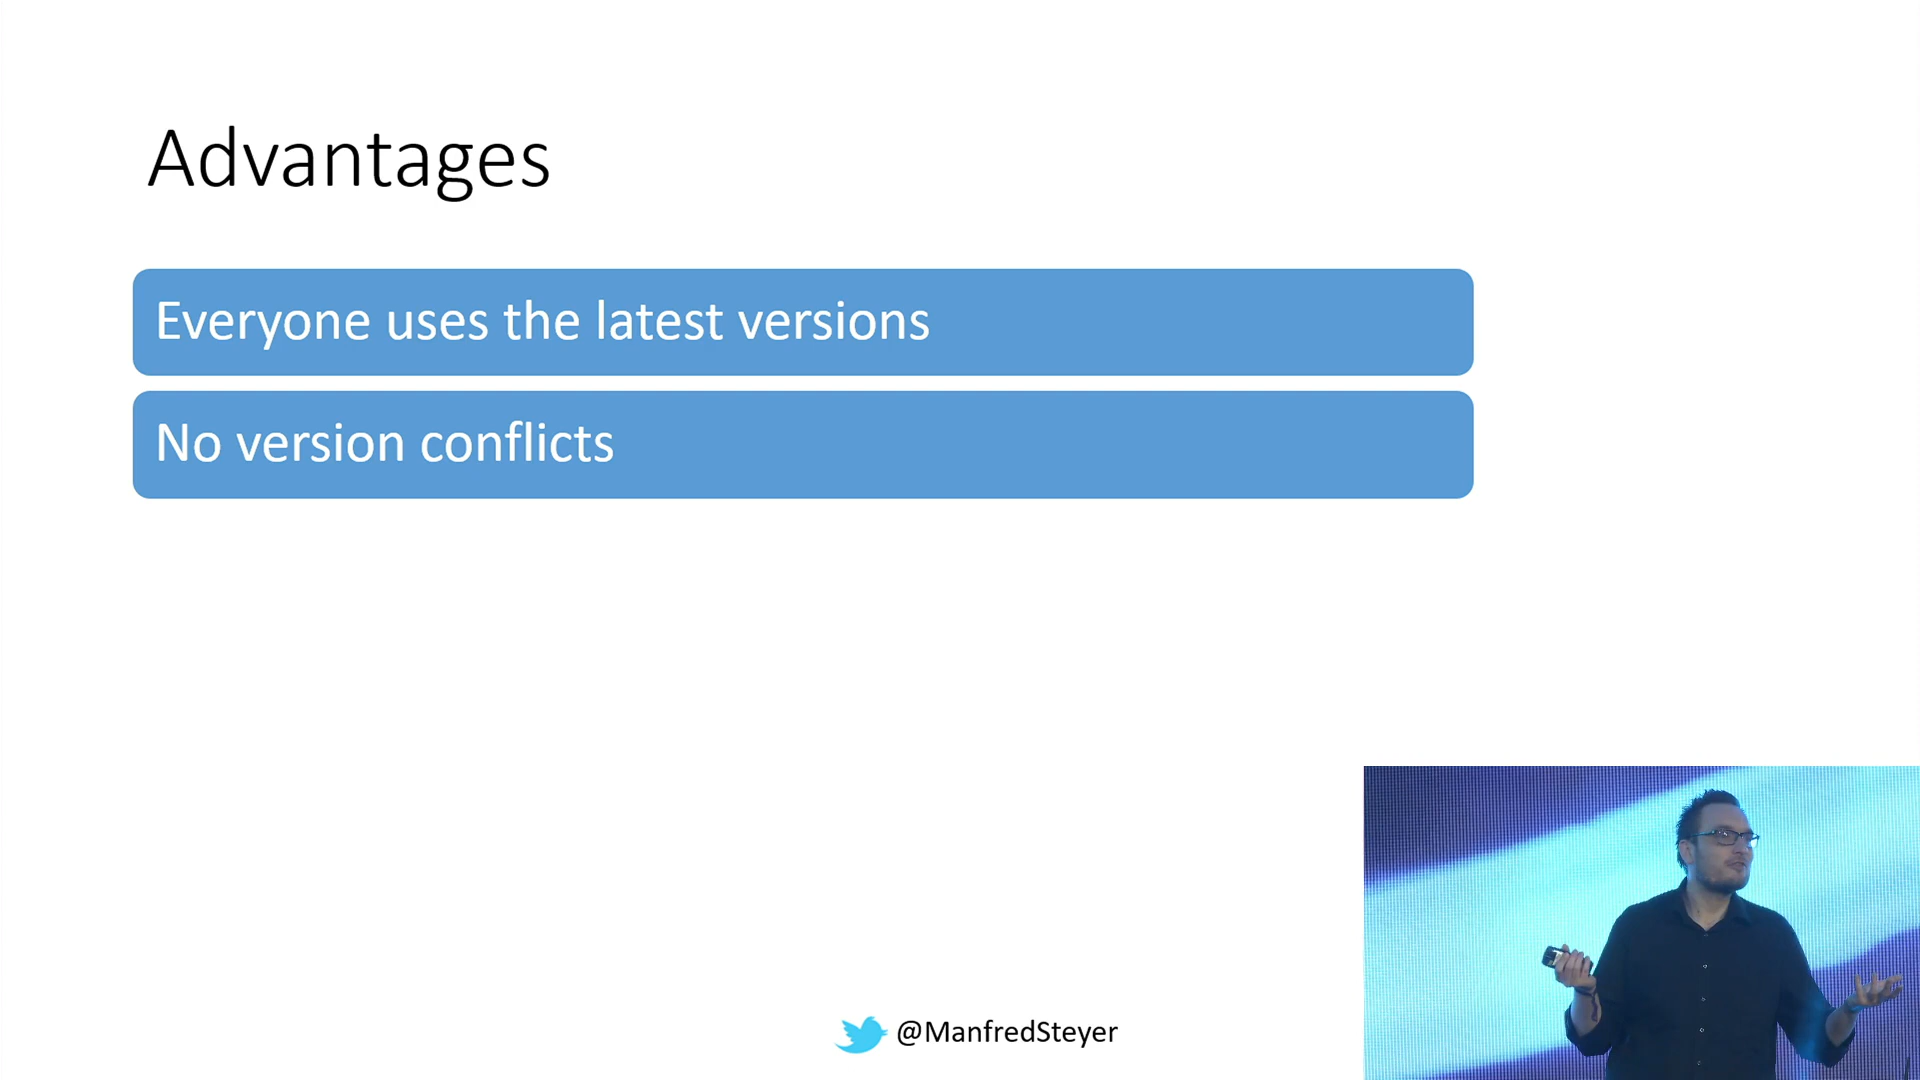 Advantages
Everyone uses the latest versions
No version conflicts
@ManfredSteyer